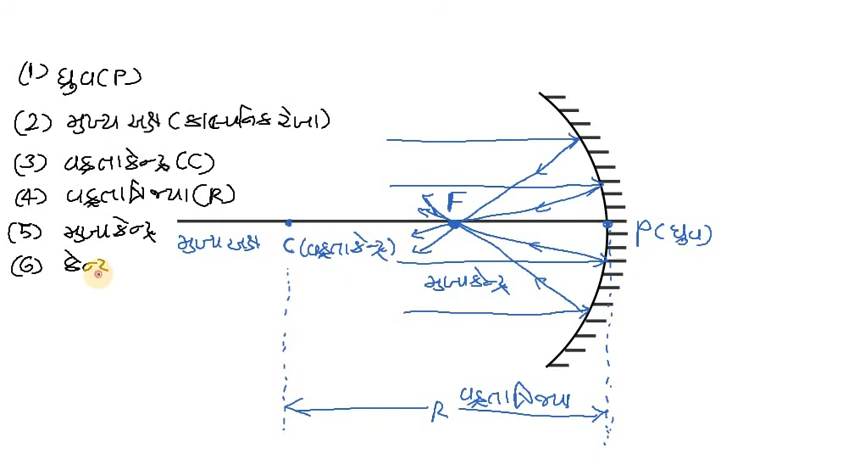 (1) ધ્રુવ(P)
(2) મુખ્ય અક્ષ (કાલ્પનિક રેખા)
(3) વક્રતાકેન્દ્ર(C)
(4) વક્રતાત્રિજ્યા(R)
(5) મુખ્યકેન્દ્ર
(6) કેન્
F
મુખ્ય અક્ષ C(વક્રતાકેન્દ્ર) P(ધ્રુવ)
મુખ્યકેન્દ્ર
R વક્રતાત્રિજ્યા